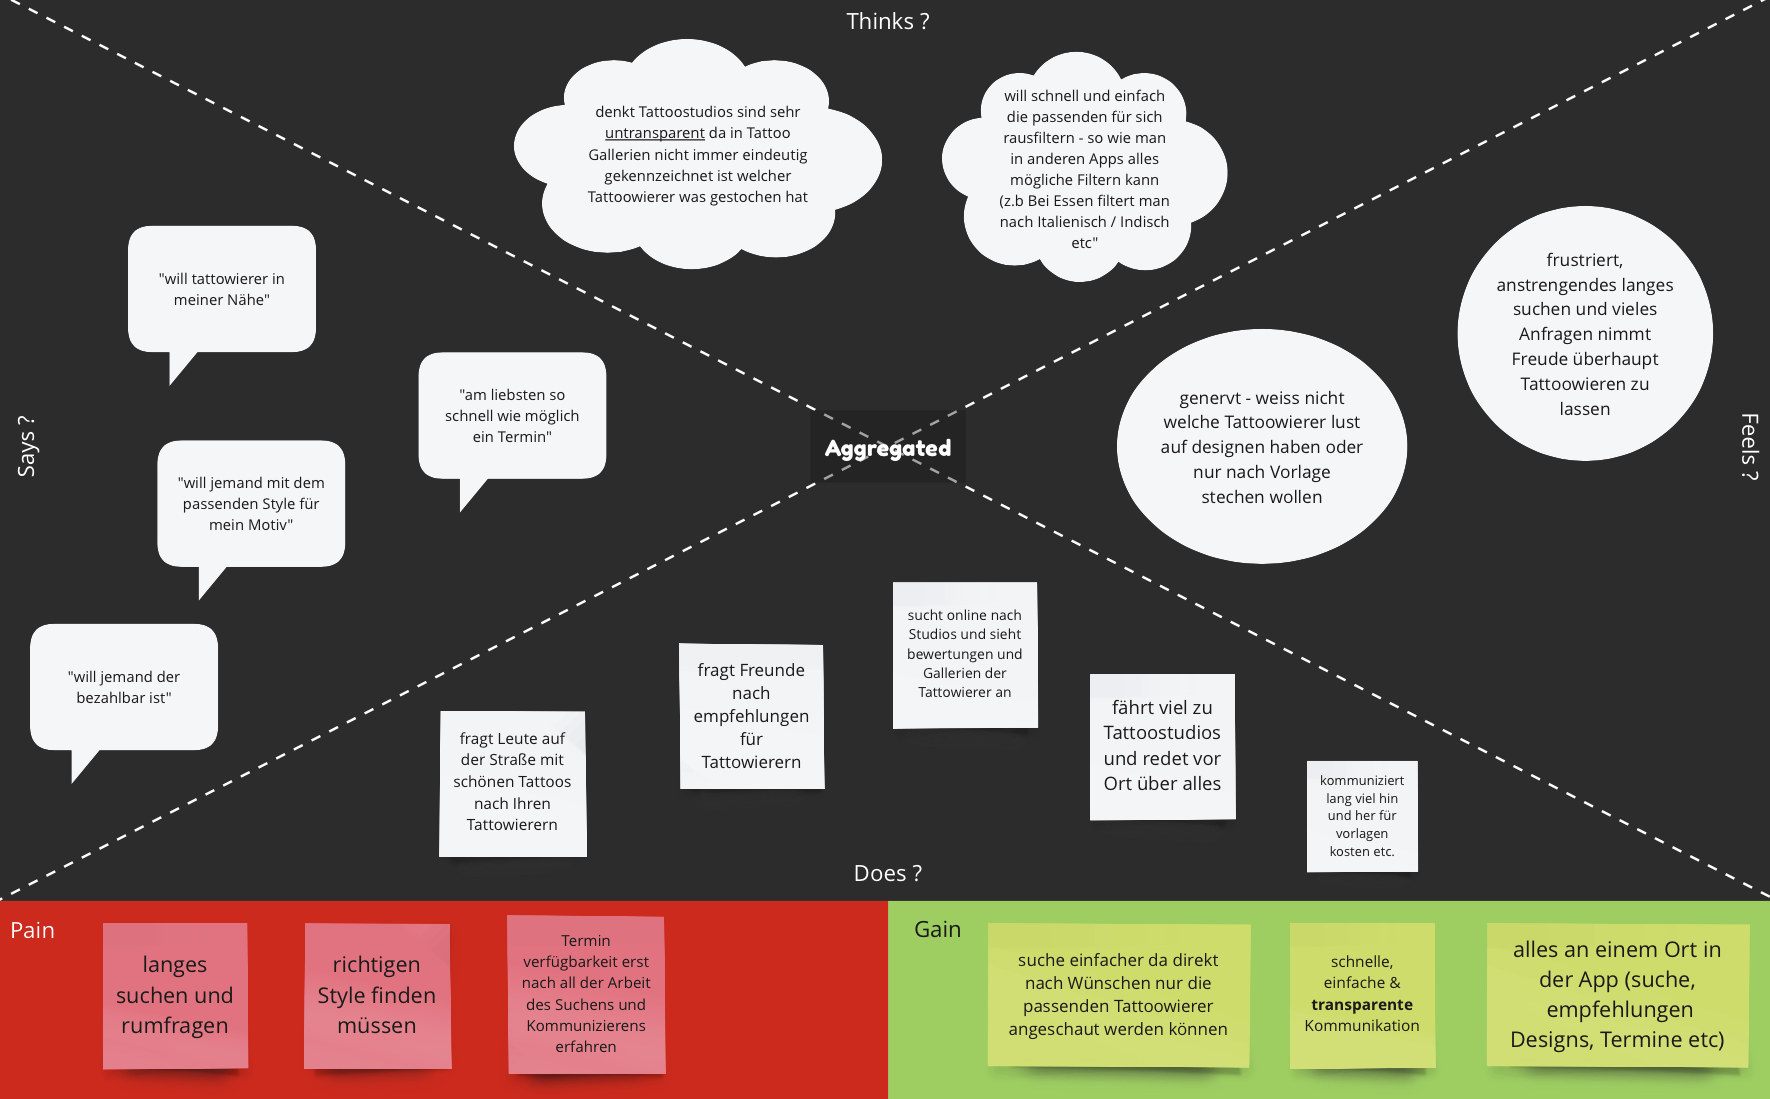 Thinks ?
denkt Tattoostudios sind sehr
untransparent da in Tattoo
Gallerien nicht immer eindeutig
gekennzeichnet ist welcher
Tattoowierer was gestochen hat
will schnell und einfach
die passenden für sich
rausfiltern - so wie man
in anderen Apps alles
mögliche Filtern kann
(z.b Bei Essen filtert man
nach Italienisch / Indisch
etc"
Says ?
"will tattowierer in
meiner Nähe"
"am liebsten so
schnell wie möglich
ein Termin"
"will jemand mit dem
passenden Style für
mein Motiv"
"will jemand der
bezahlbar ist"
Aggregated
Feels ?
frustriert,
anstrengendes langes
suchen und vieles
Anfragen nimmt
Freude überhaupt
Tattoowieren zu
lassen
genervt - weiss nicht
welche Tattoowierer lust
auf designen haben oder
nur nach Vorlage
stechen wollen
fragt Leute auf
der Straße mit
schönen Tattoos
nach Ihren
Tattowierern
fragt Freunde
nach
empfehlungen
für
Tattowierern
sucht online nach
Studios und sieht
bewertungen und
Gallerien der
Tattowierer an
fährt viel zu
Tattoostudios
und redet vor
Ort über alles
kommuniziert
lang viel hin
und her für
vorlagen
kosten etc.
Does ?
Pain
langes
suchen und
rumfragen
richtigen
Style finden
müssen
Termin
verfügbarkeit erst
nach all der Arbeit
des Suchens und
Kommunizierens
erfahren
Gain
suche einfacher da direkt
nach Wünschen nur die
passenden Tattoowierer
angeschaut werden können
schnelle,
einfache &
transparente
Kommunikation
alles an einem Ort in
der App (suche,
empfehlungen
Designs, Termine etc)